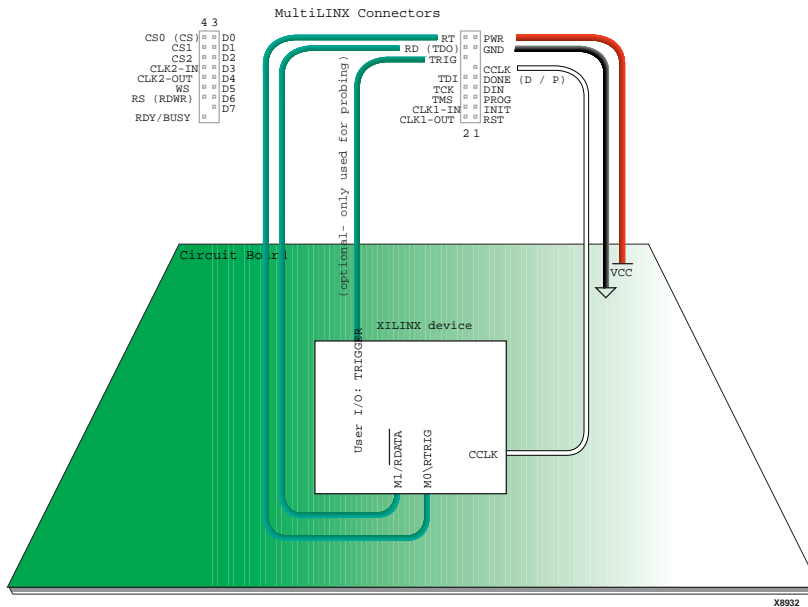 MultiLINX Connectors
4 3
CS0 (CS) D0
CS1 D1
CS2 D2
CLK2-IN D3
CLK2-OUT D4
WS D5
RS (RDWR) D6
D7
RDY/BUSY
RT PWR
RD (TDO) GND
TRIG
CCLK
TDI DONE (D / P)
TCK DIN
TMS PROG
CLK1-IN INIT
CLK1-OUT RST
2 1
(optional- only used for probing)
Circuit Board
VCC
XILINX device
User I/O: TRIGGER
M1/RDATA
M0\RTRIG
CCLK
X8932